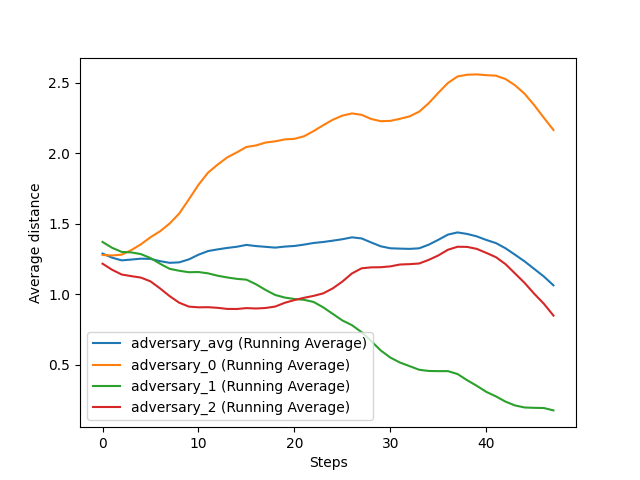 2.5
2.0
1.5
1.0
0.5
Average distance
adversary_avg (Running Average)
adversary_0 (Running Average)
adversary_1 (Running Average)
adversary_2 (Running Average)
0 10 20 30 40
Steps